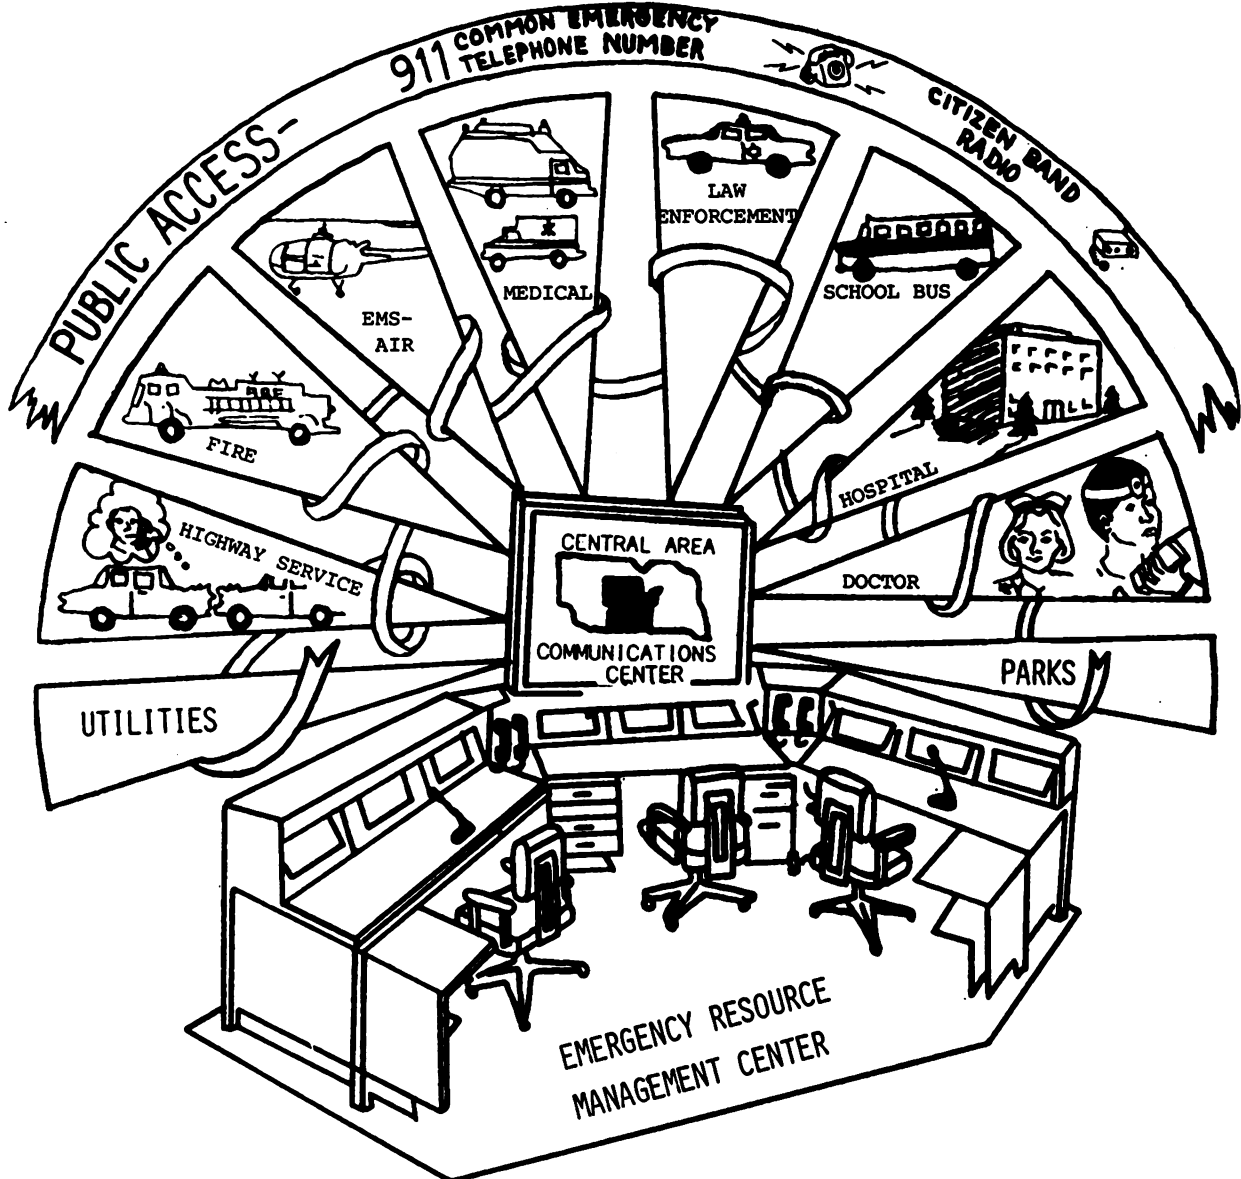 PUBLIC ACCESS-
911 COMMON EMERGENCY
TELEPHONE NUMBER
CITIZEN BAND
RADIO
UTILITIES
HIGHWAY SERVICE
FIRE
EMS-
AIR
MEDICAL
LAW
ENFORCEMENT
SCHOOL BUS
HOSPITAL
DOCTOR
PARKS
CENTRAL AREA
COMMUNICATIONS
CENTER
EMERGENCY RESOURCE
MANAGEMENT CENTER